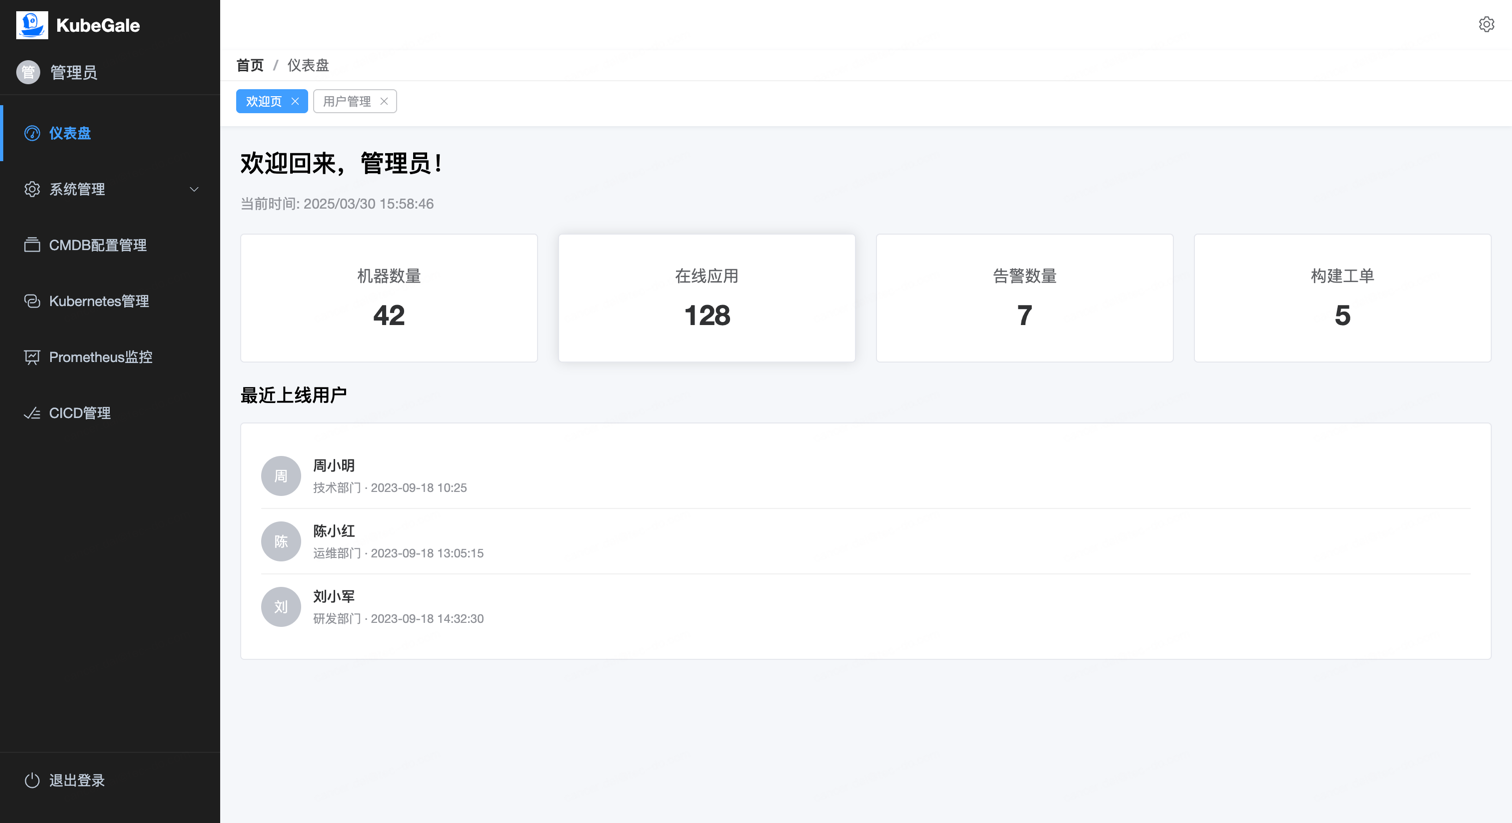 KubeGale
管 管理员
仪表盘
系统管理
CMDB配置管理
Kubernetes管理
Prometheus监控
CICD管理
退出登录
首页 / 仪表盘
欢迎页 用户管理
欢迎回来，管理员！
当前时间: 2025/03/30 15:58:46
机器数量
42
在线应用
128
告警数量
7
构建工单
5
最近上线用户
周
周小明
技术部门 · 2023-09-18 10:25
陈
陈小红
运维部门 · 2023-09-18 13:05:15
刘
刘小军
研发部门 · 2023-09-18 14:32:30